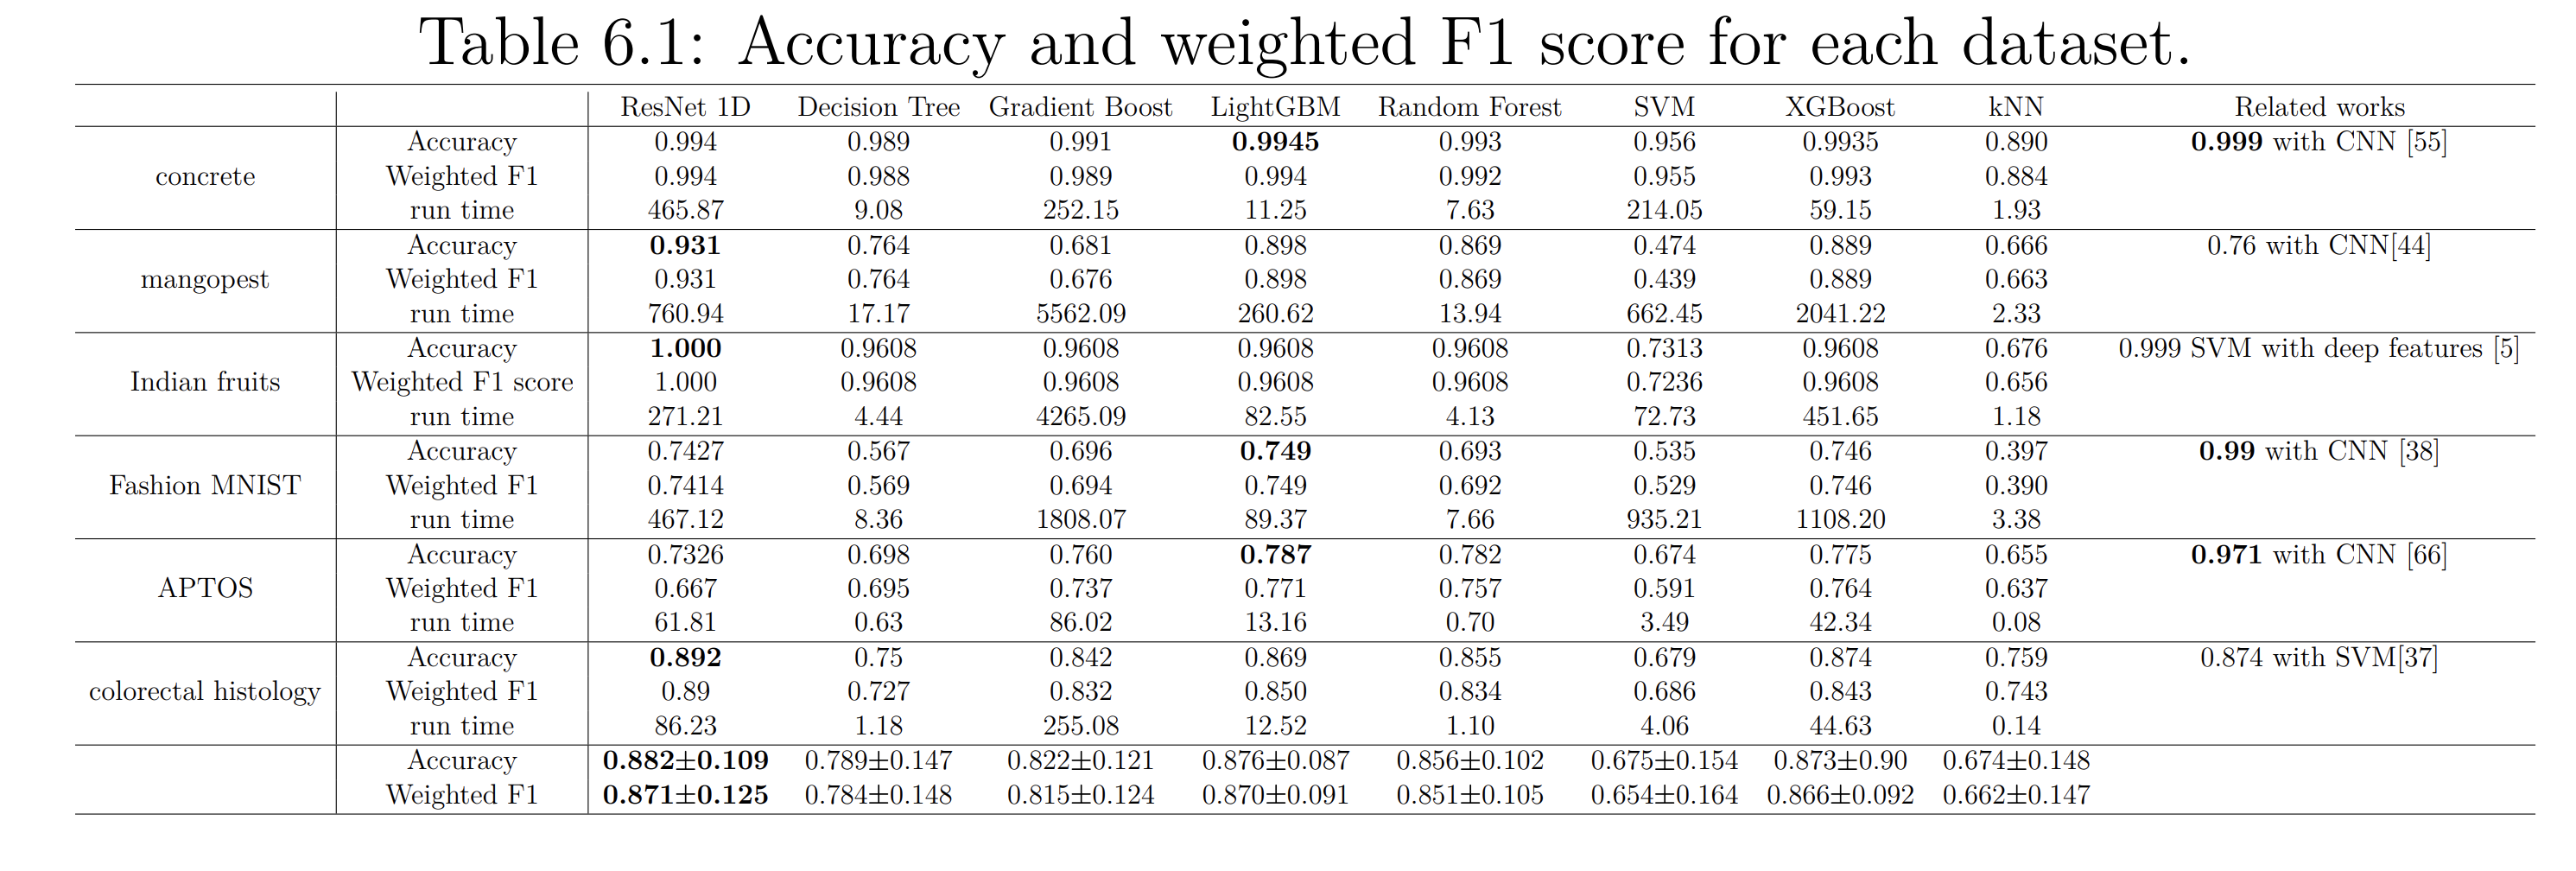 Table 6.1: Accuracy and weighted F1 score for each dataset.
ResNet 1D Decision Tree Gradient Boost LightGBM Random Forest SVM XGBoost kNN Related works
Accuracy 0.994 0.989 0.991 0.9945 0.993 0.956 0.9935 0.890 0.999 with CNN [55]
concrete Weighted F1 0.994 0.988 0.989 0.994 0.992 0.955 0.993 0.884
run time 465.87 9.08 252.15 11.25 7.63 214.05 59.15 1.93
Accuracy 0.931 0.764 0.681 0.898 0.869 0.474 0.889 0.666 0.76 with CNN[44]
mangopest Weighted F1 0.931 0.764 0.676 0.898 0.869 0.439 0.889 0.663
run time 760.94 17.17 5562.09 260.62 13.94 662.45 2041.22 2.33
Accuracy 1.000 0.9608 0.9608 0.9608 0.9608 0.7313 0.9608 0.676 0.999 SVM with deep features [5]
Indian fruits Weighted F1 score 1.000 0.9608 0.9608 0.9608 0.9608 0.7236 0.9608 0.656
run time 271.21 4.44 4265.09 82.55 4.13 72.73 451.65 1.18
Accuracy 0.7427 0.567 0.696 0.749 0.693 0.535 0.746 0.397 0.99 with CNN [38]
Fashion MNIST Weighted F1 0.7414 0.569 0.694 0.749 0.692 0.529 0.746 0.390
run time 467.12 8.36 1808.07 89.37 7.66 935.21 1108.20 3.38
Accuracy 0.7326 0.698 0.760 0.787 0.782 0.674 0.775 0.655 0.971 with CNN [66]
APTOS Weighted F1 0.667 0.695 0.737 0.771 0.757 0.591 0.764 0.637
run time 61.81 0.63 86.02 13.16 0.70 3.49 42.34 0.08
Accuracy 0.892 0.75 0.842 0.869 0.855 0.679 0.874 0.759 0.874 with SVM[37]
colorectal histology Weighted F1 0.89 0.727 0.832 0.850 0.834 0.686 0.843 0.743
run time 86.23 1.18 255.08 12.52 1.10 4.06 44.63 0.14
Accuracy 0.882±0.109 0.789±0.147 0.822±0.121 0.876±0.087 0.856±0.102 0.675±0.154 0.873±0.90 0.674±0.148
Weighted F1 0.871±0.125 0.784±0.148 0.815±0.124 0.870±0.091 0.851±0.105 0.654±0.164 0.866±0.092 0.662±0.147